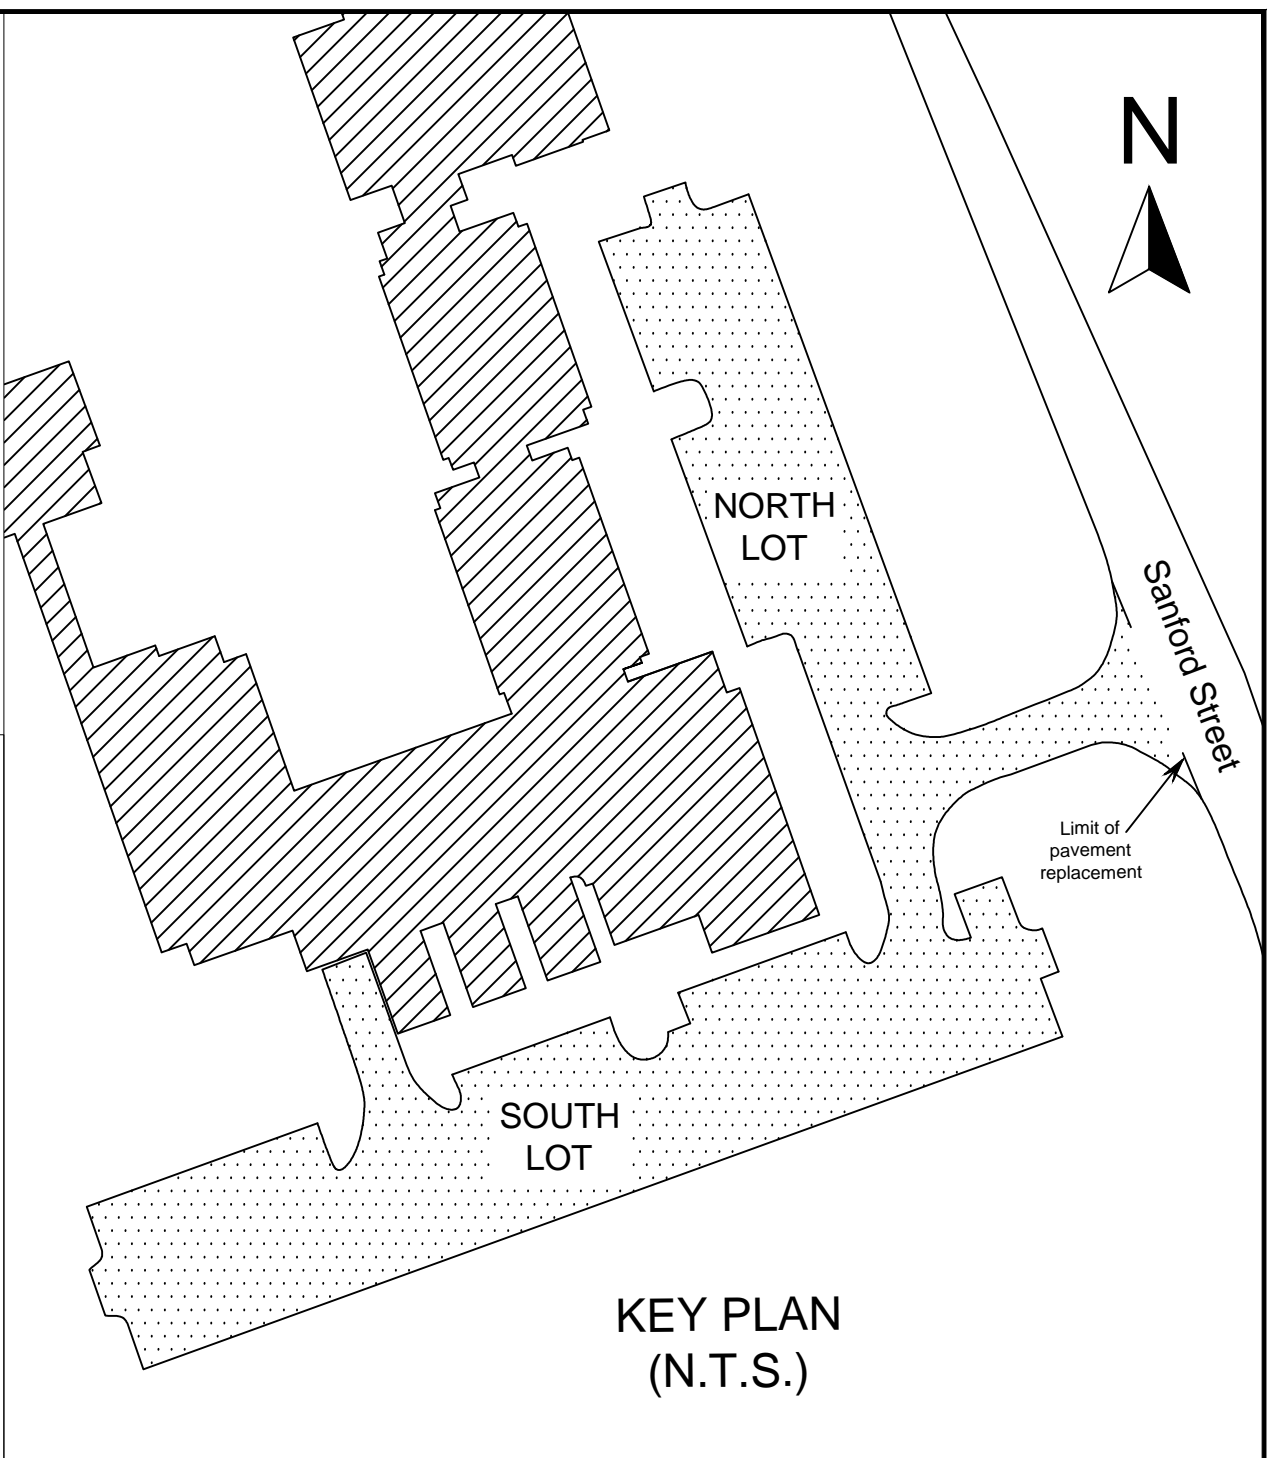 N
NORTH
LOT
Sanford Street
Limit of
pavement
replacement
SOUTH
LOT
KEY PLAN
(N.T.S.)